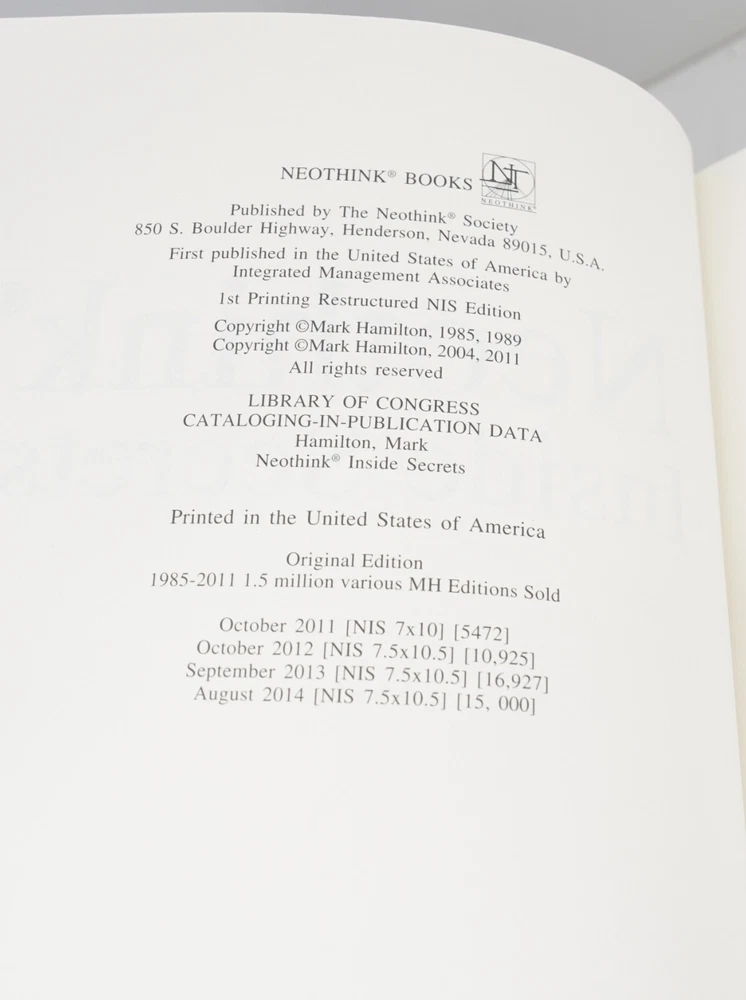 NEOTHINK® BOOKS
NT
NEOTHINK®
Published by The Neothink® Society
850 S. Boulder Highway, Henderson, Nevada 89015, U.S.A.
First published in the United States of America by
Integrated Management Associates
1st Printing Restructured NIS Edition
Copyright ©Mark Hamilton, 1985, 1989
Copyright ©Mark Hamilton, 2004, 2011
All rights reserved
LIBRARY OF CONGRESS
CATALOGING-IN-PUBLICATION DATA
Hamilton, Mark
Neothink® Inside Secrets
Printed in the United States of America
Original Edition
1985-2011 1.5 million various MH Editions Sold
October 2011 [NIS 7x10] [5472]
October 2012 [NIS 7.5x10.5] [10,925]
September 2013 [NIS 7.5x10.5] [16,927]
August 2014 [NIS 7.5x10.5] [15, 000]